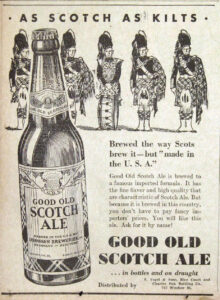 · AS SCOTCH AS KILTS ·
Brewed the way Scots
brew it—but "made in
the U. S. A."
Good Old Scotch Ale is brewed to
a famous imported formula. It has
the fine flavor and high quality that
are characteristic of Scotch Ale. But
because it is brewed in this country,
you don't have to pay fancy im-
porters' prices. You will like this
ale. Ask for it by name!
GOOD OLD
SCOTCH
ALE
GOOD OLD
SCOTCH ALE
... in bottles and on draught
Distributed by